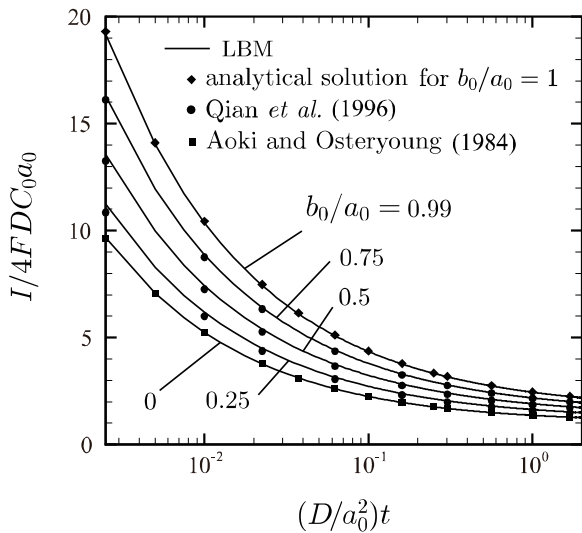 20
15
10
5
0
I/4FDC₀a₀
LBM
analytical solution for b₀/a₀ = 1
Qian et al. (1996)
Aoki and Osteryoung (1984)
b₀/a₀ = 0.99
0.75
0.5
0.25
0
10⁻² 10⁻¹ 10⁰
(D/a₀²)t